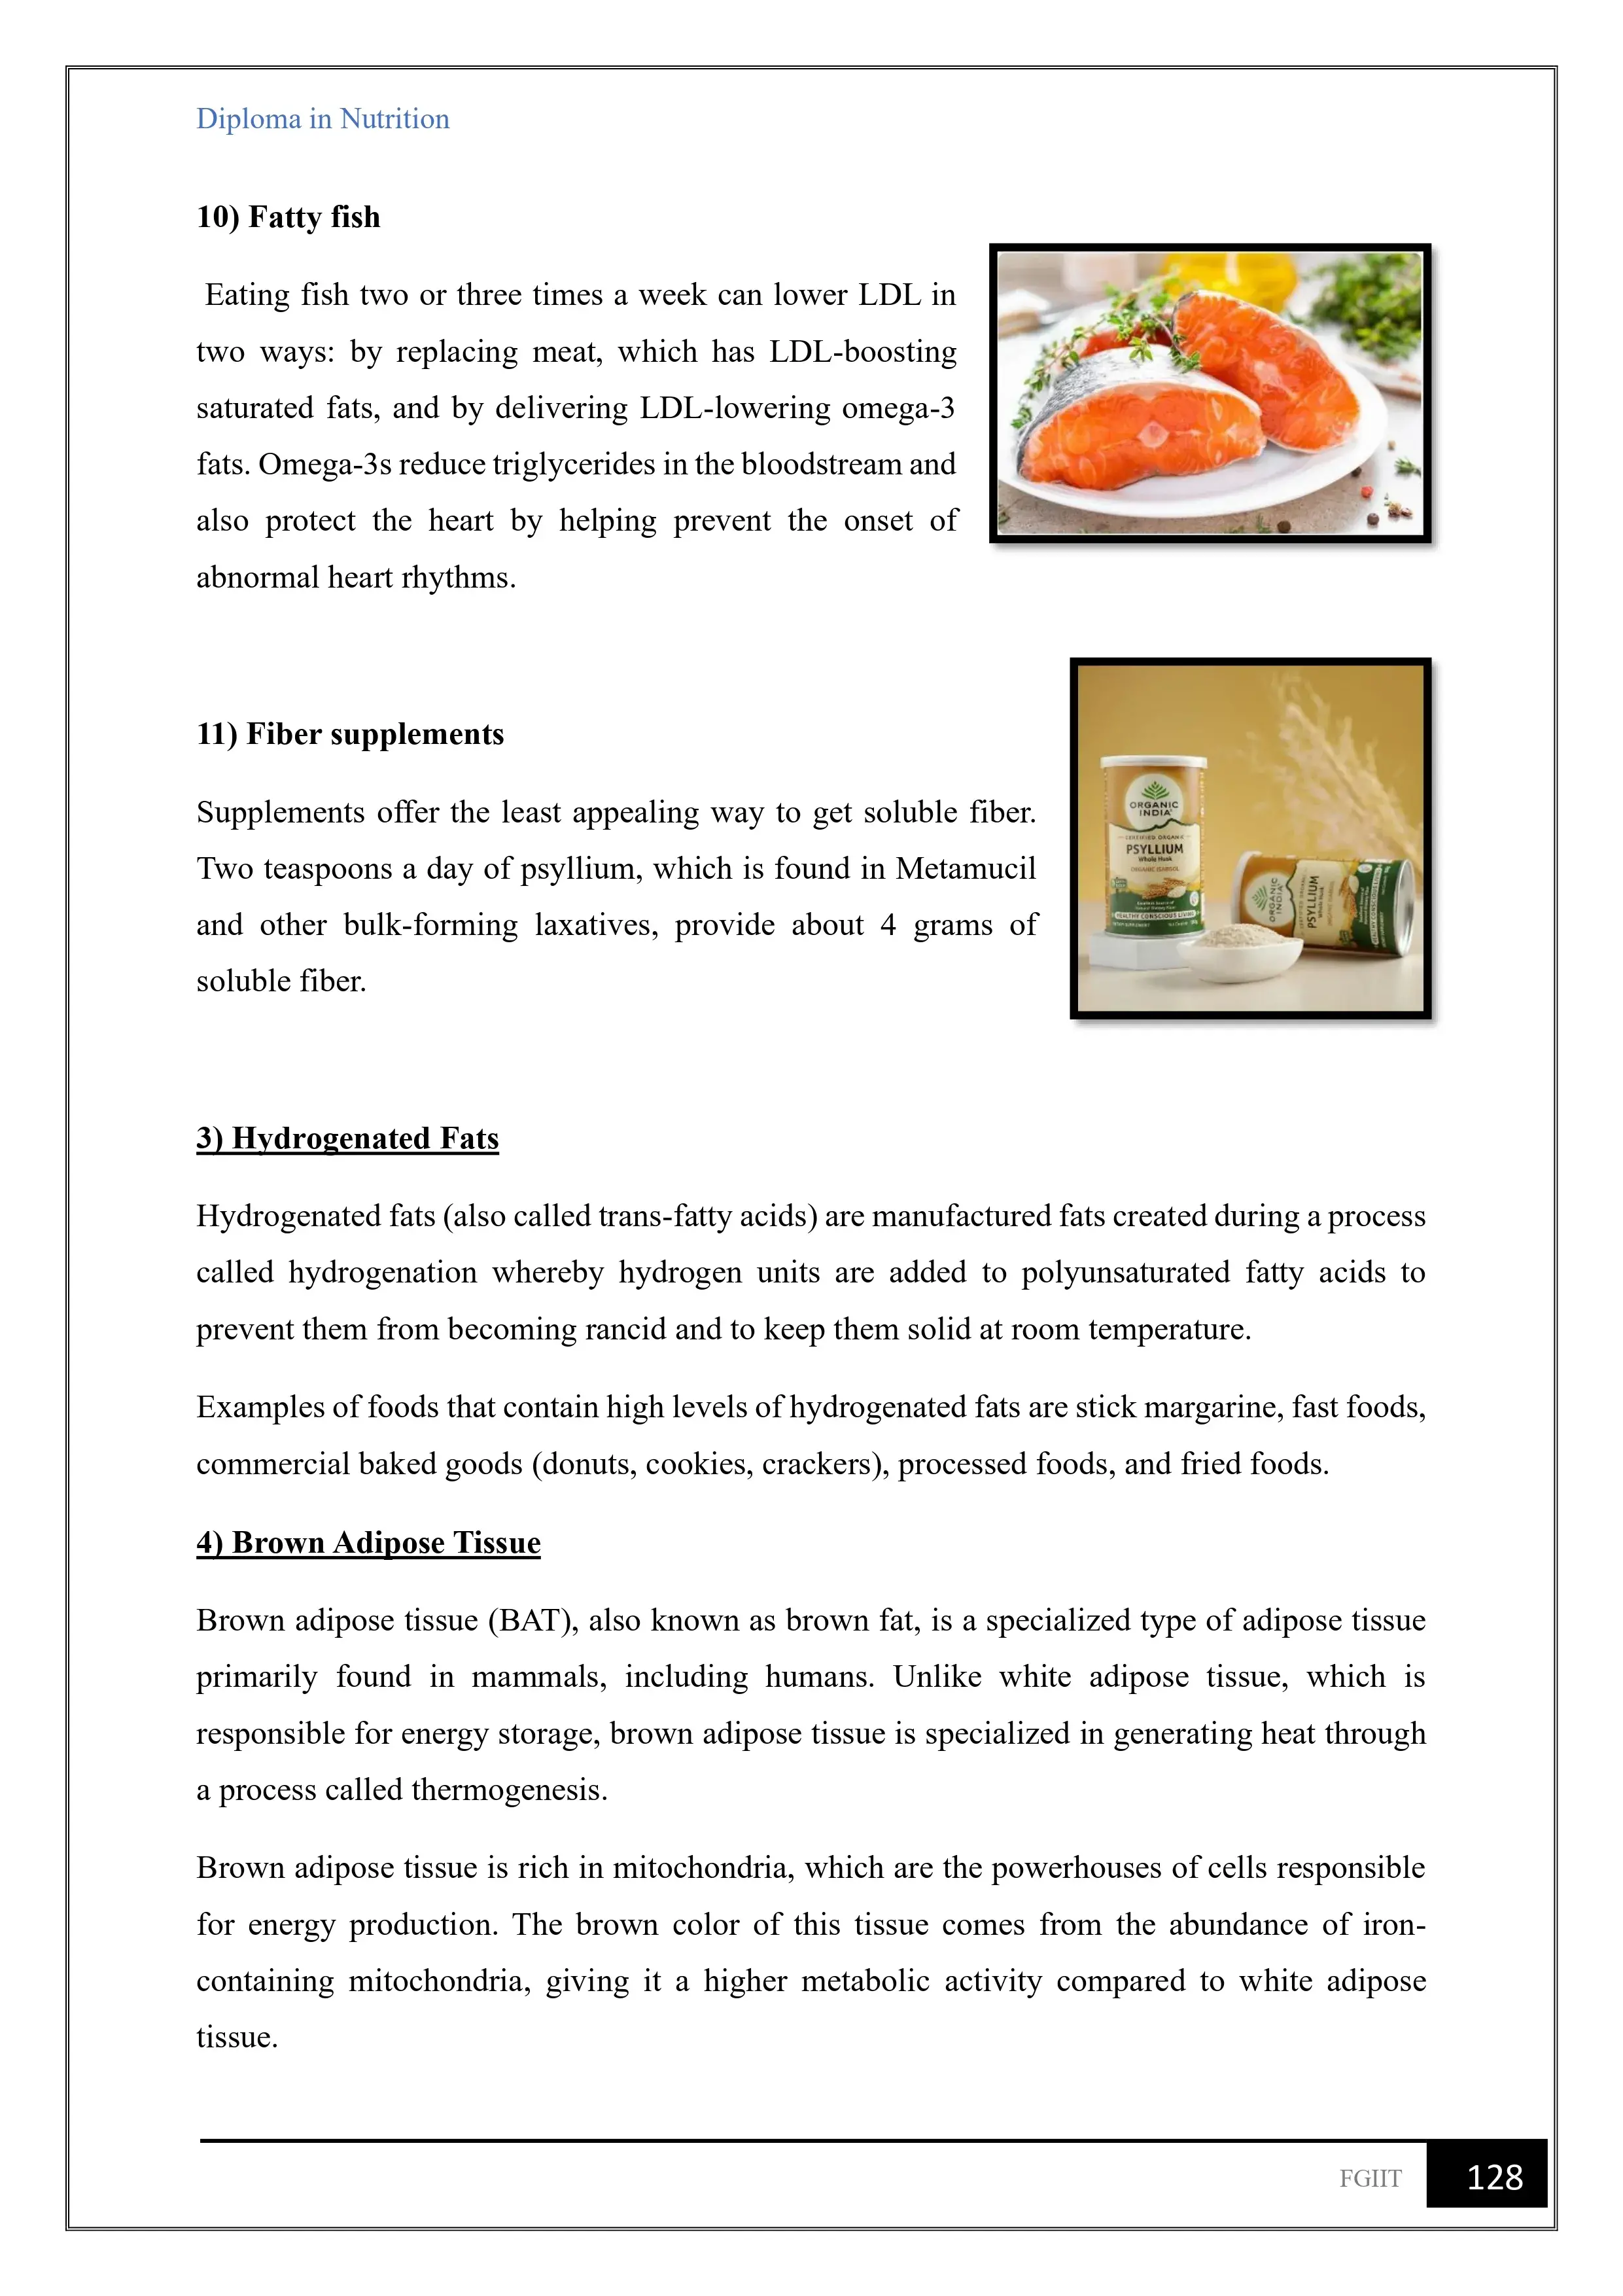 Diploma in Nutrition
10) Fatty fish
Eating fish two or three times a week can lower LDL in
two ways: by replacing meat, which has LDL-boosting
saturated fats, and by delivering LDL-lowering omega-3
fats. Omega-3s reduce triglycerides in the bloodstream and
also protect the heart by helping prevent the onset of
abnormal heart rhythms.
11) Fiber supplements
Supplements offer the least appealing way to get soluble fiber.
Two teaspoons a day of psyllium, which is found in Metamucil
and other bulk-forming laxatives, provide about 4 grams of
soluble fiber.
ORGANIC
INDIA
CERTIFIED ORGANIC
PSYLLIUM
Whole Husk
HEALTHY CONSCIOUS LIVING
ORGANIC
INDIA
PSYLLIUM
3) Hydrogenated Fats
Hydrogenated fats (also called trans-fatty acids) are manufactured fats created during a process
called hydrogenation whereby hydrogen units are added to polyunsaturated fatty acids to
prevent them from becoming rancid and to keep them solid at room temperature.
Examples of foods that contain high levels of hydrogenated fats are stick margarine, fast foods,
commercial baked goods (donuts, cookies, crackers), processed foods, and fried foods.
4) Brown Adipose Tissue
Brown adipose tissue (BAT), also known as brown fat, is a specialized type of adipose tissue
primarily found in mammals, including humans. Unlike white adipose tissue, which is
responsible for energy storage, brown adipose tissue is specialized in generating heat through
a process called thermogenesis.
Brown adipose tissue is rich in mitochondria, which are the powerhouses of cells responsible
for energy production. The brown color of this tissue comes from the abundance of iron-
containing mitochondria, giving it a higher metabolic activity compared to white adipose
tissue.
FGIIT
128